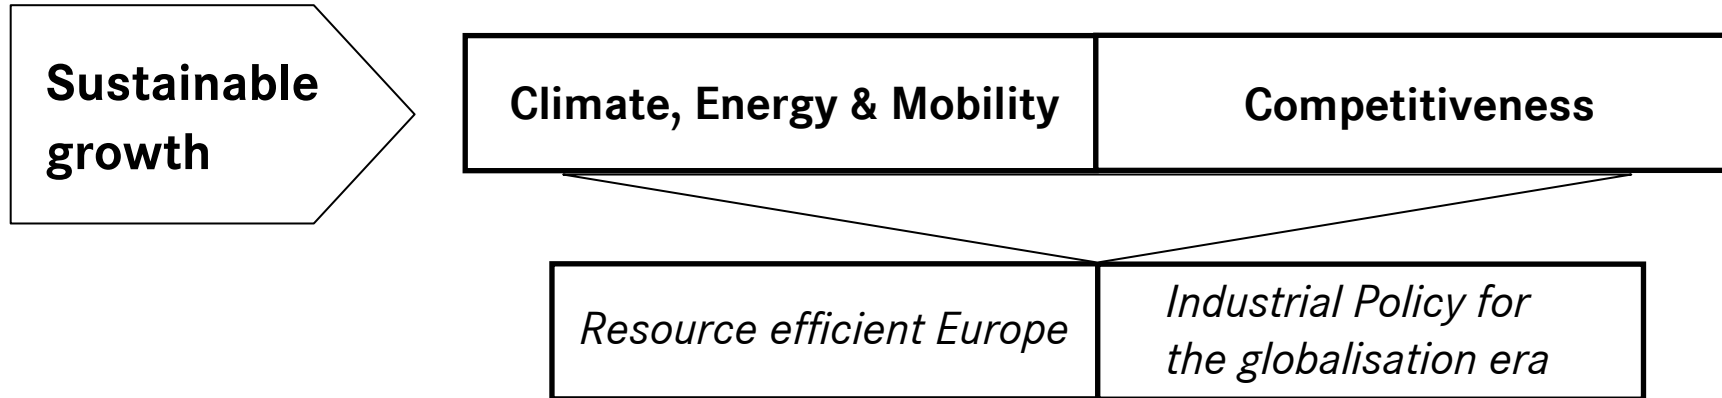 Sustainable
growth
Climate, Energy & Mobility
Competitiveness
Resource efficient Europe
Industrial Policy for
the globalisation era